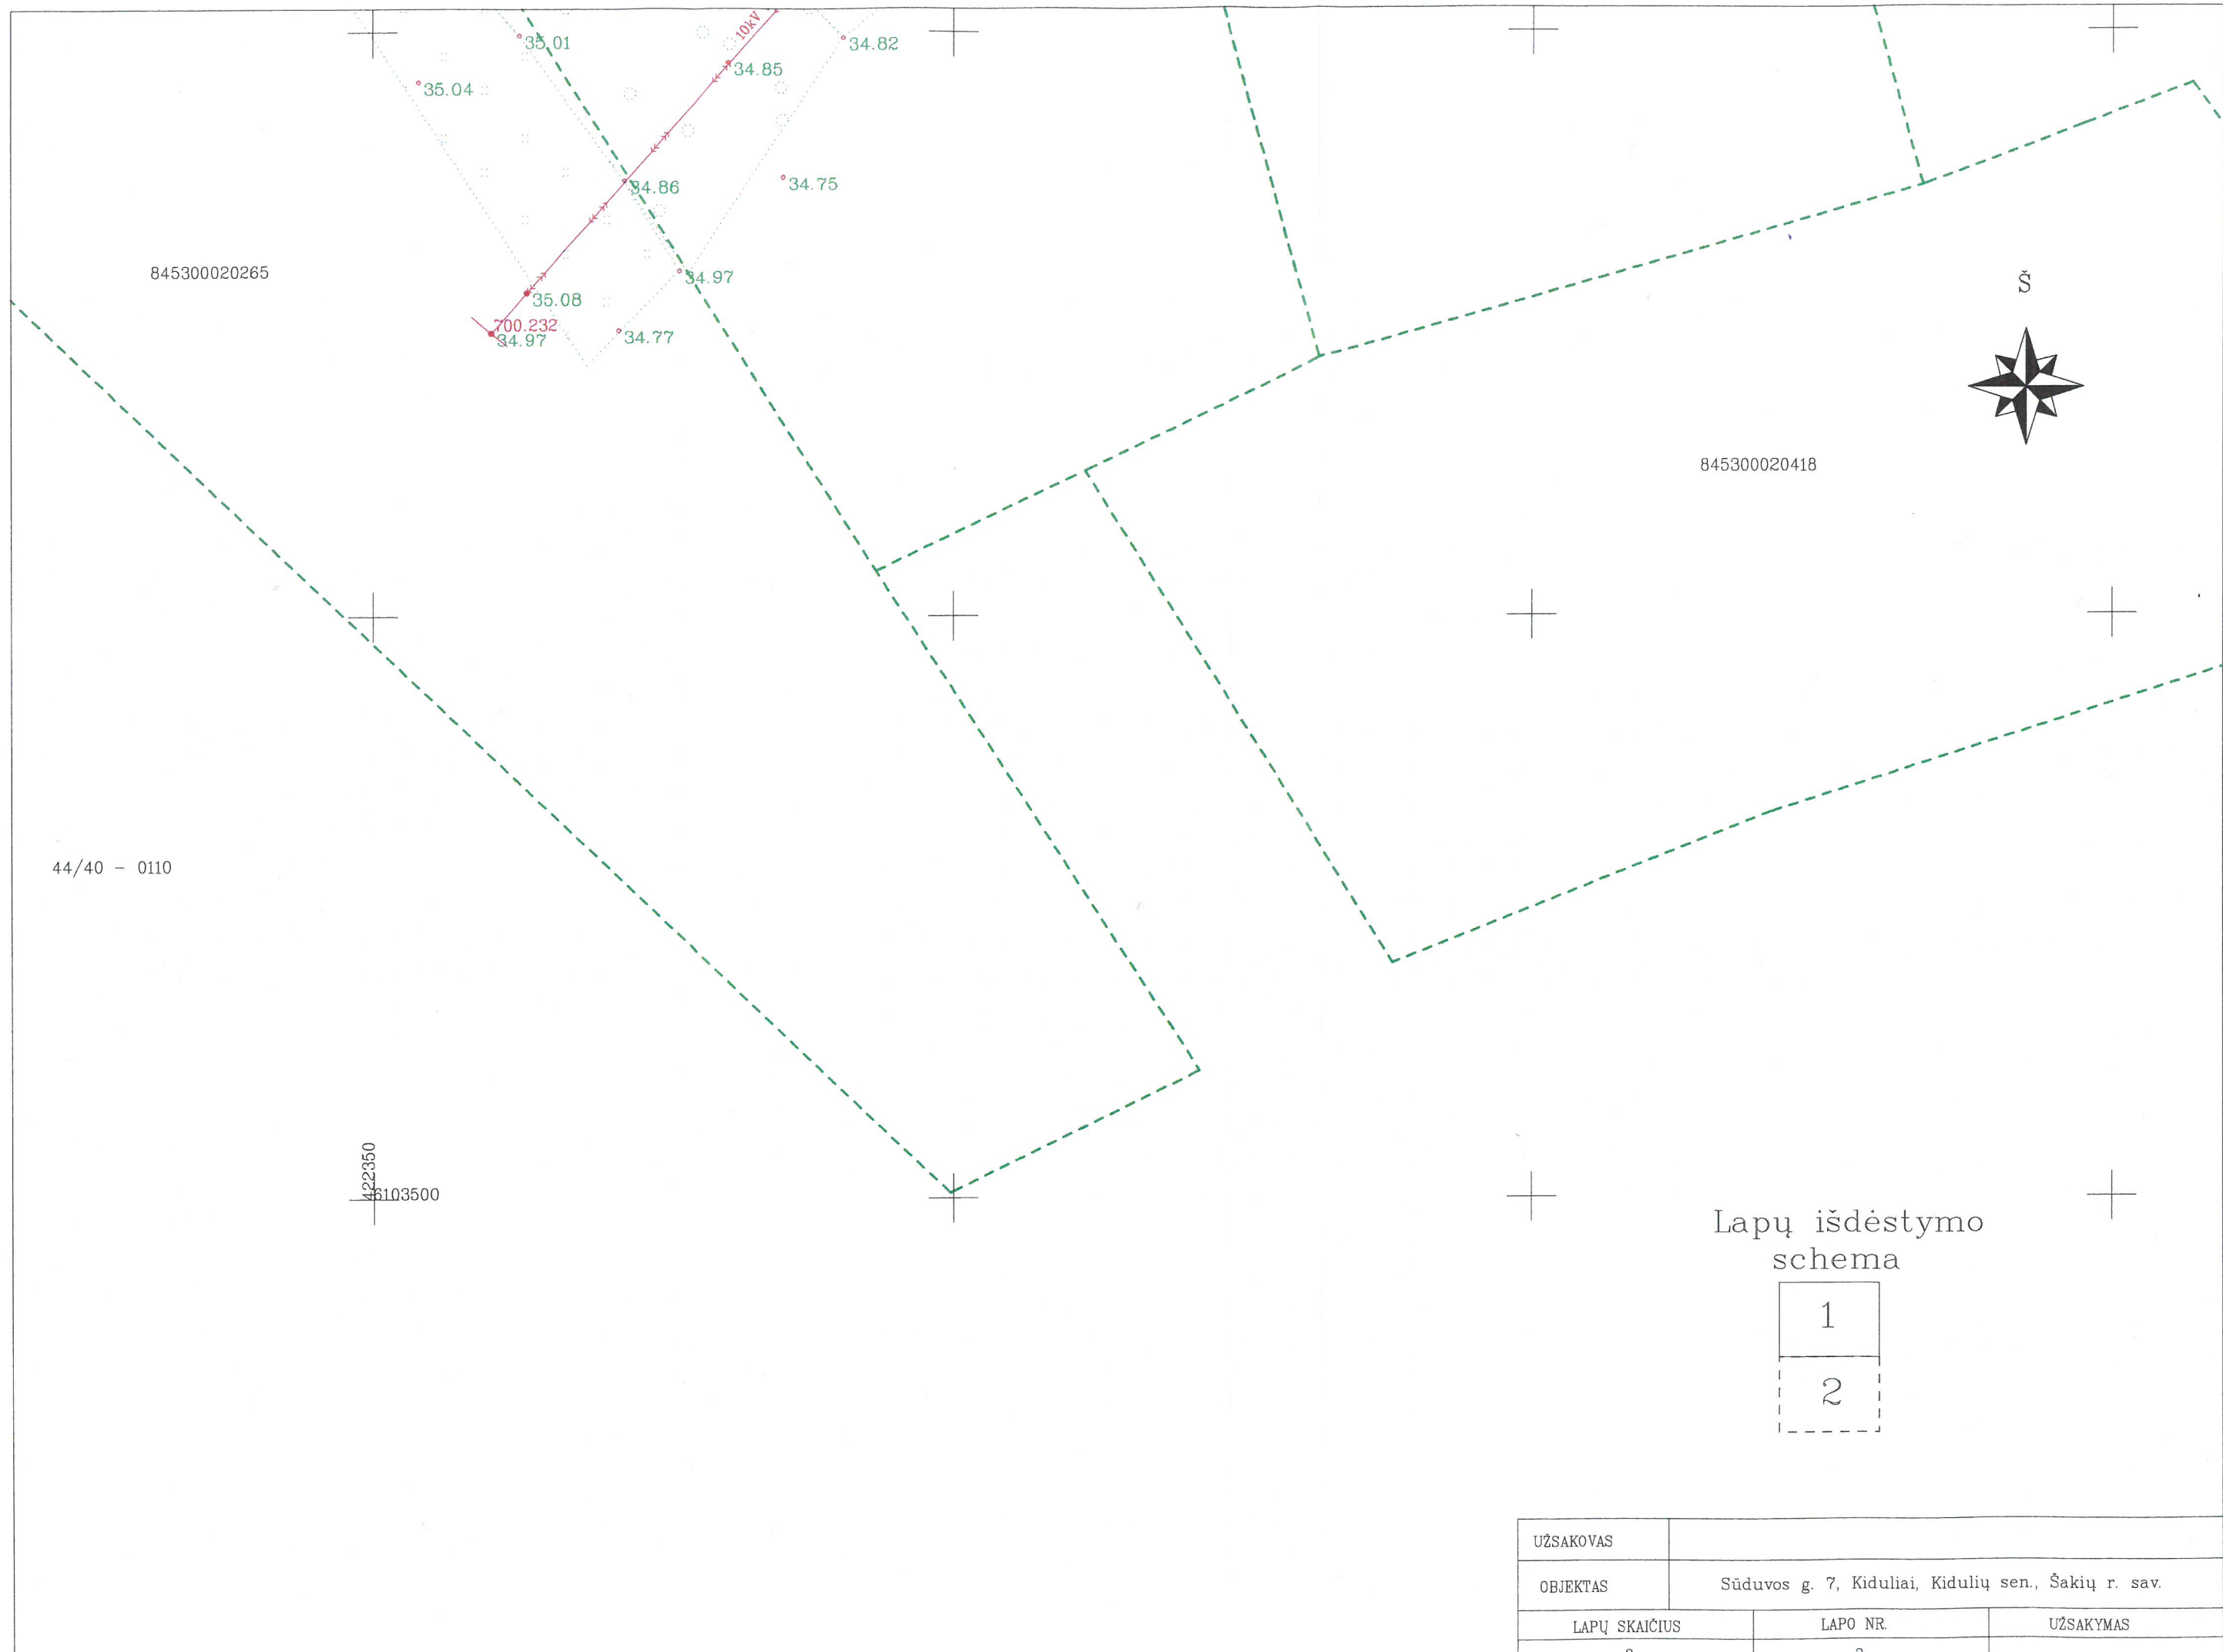 10kV
35.01
34.82
34.85
35.04
34.86
34.75
845300020265
34.97
35.08
700.232
34.97
34.77
Š
845300020418
44/40 - 0110
422350
6103500
Lapų išdėstymo
schema
1
2
UŽSAKOVAS
OBJEKTAS Sūduvos g. 7, Kiduliai, Kidulių sen., Šakių r. sav.
LAPŲ SKAIČIUS LAPO NR. UŽSAKYMAS